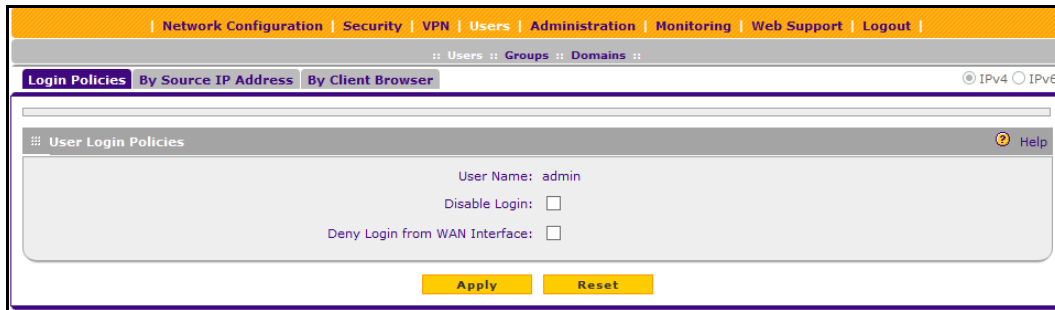 | Network Configuration | Security | VPN | Users | Administration | Monitoring | Web Support | Logout |
:: Users :: Groups :: Domains ::
Login Policies By Source IP Address By Client Browser IPv4 IPv6
User Login Policies ? Help
User Name: admin
Disable Login:
Deny Login from WAN Interface:
Apply Reset